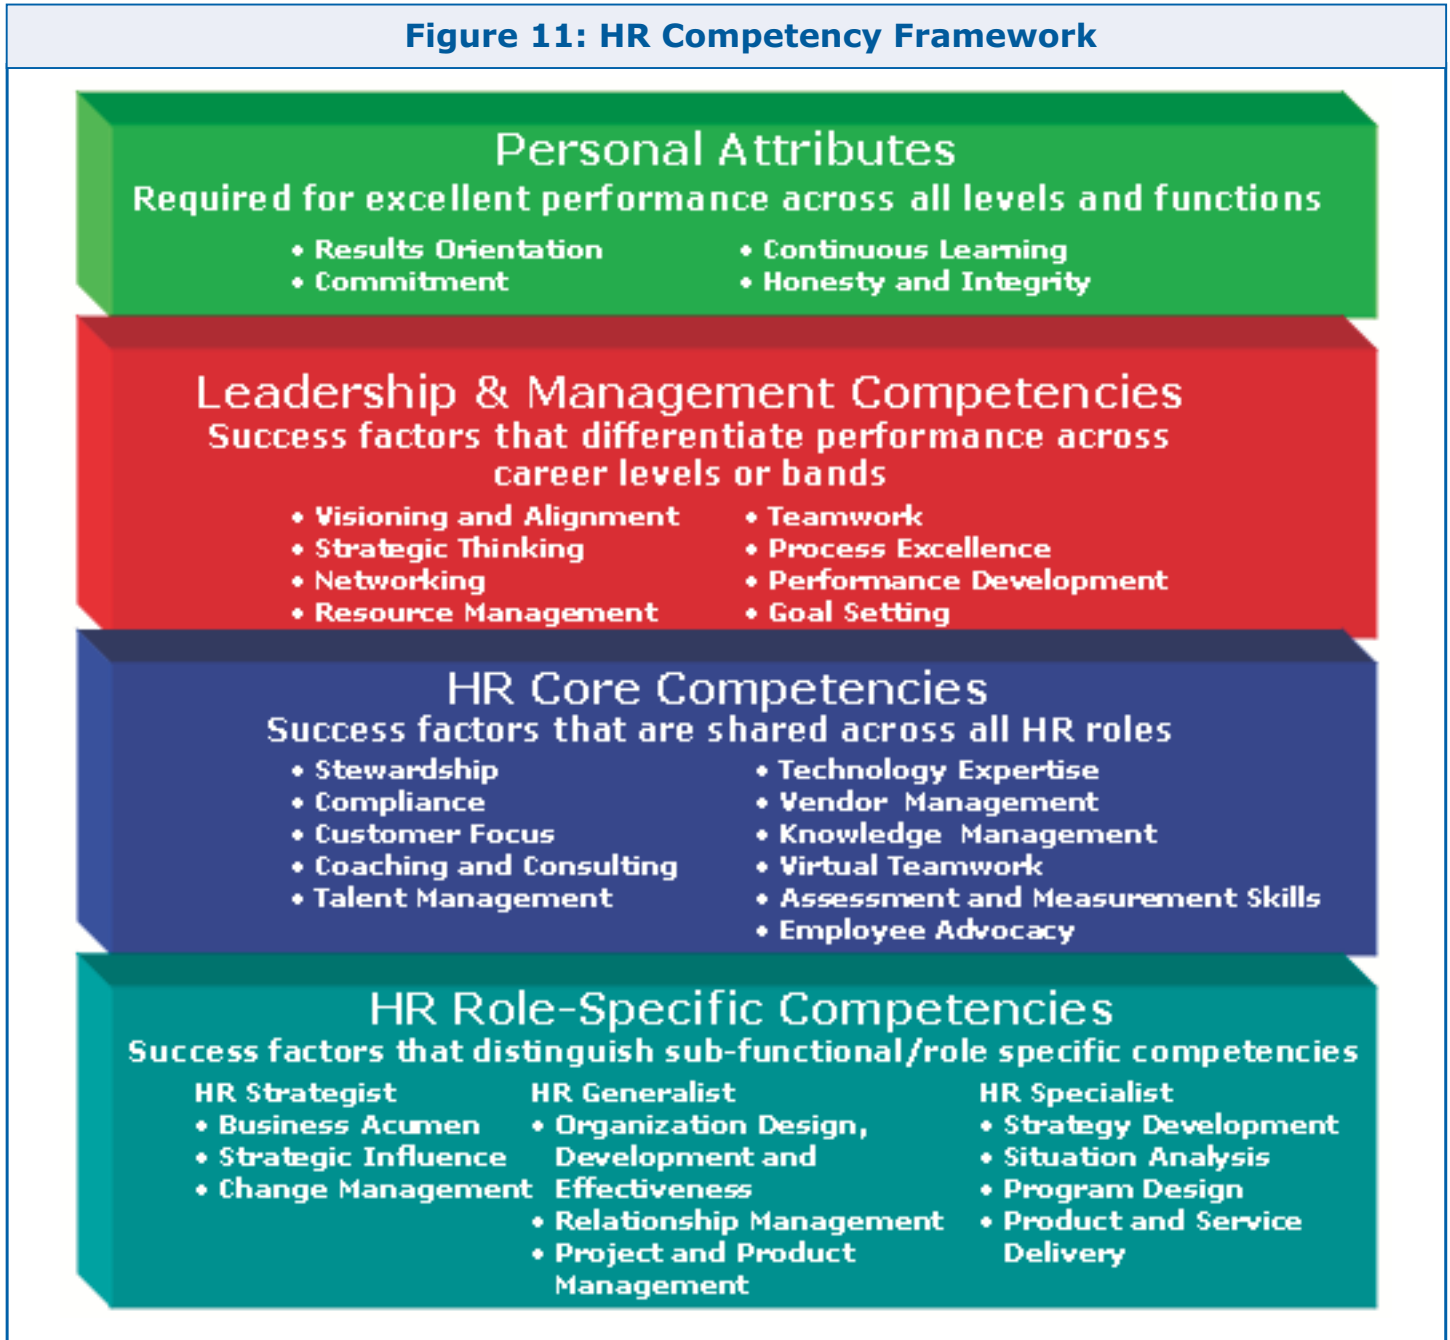 Figure 11: HR Competency Framework
Personal Attributes
Required for excellent performance across all levels and functions
• Results Orientation
• Commitment
• Continuous Learning
• Honesty and Integrity
Leadership & Management Competencies
Success factors that differentiate performance across
career levels or bands
• Visioning and Alignment
• Strategic Thinking
• Networking
• Resource Management
• Teamwork
• Process Excellence
• Performance Development
• Goal Setting
HR Core Competencies
Success factors that are shared across all HR roles
• Stewardship
• Compliance
• Customer Focus
• Coaching and Consulting
• Talent Management
• Technology Expertise
• Vendor Management
• Knowledge Management
• Virtual Teamwork
• Assessment and Measurement Skills
• Employee Advocacy
HR Role-Specific Competencies
Success factors that distinguish sub-functional/role specific competencies
HR Strategist
• Business Acumen
• Strategic Influence
• Change Management
HR Generalist
• Organization Design,
Development and
Effectiveness
• Relationship Management
• Project and Product
Management
HR Specialist
• Strategy Development
• Situation Analysis
• Program Design
• Product and Service
Delivery